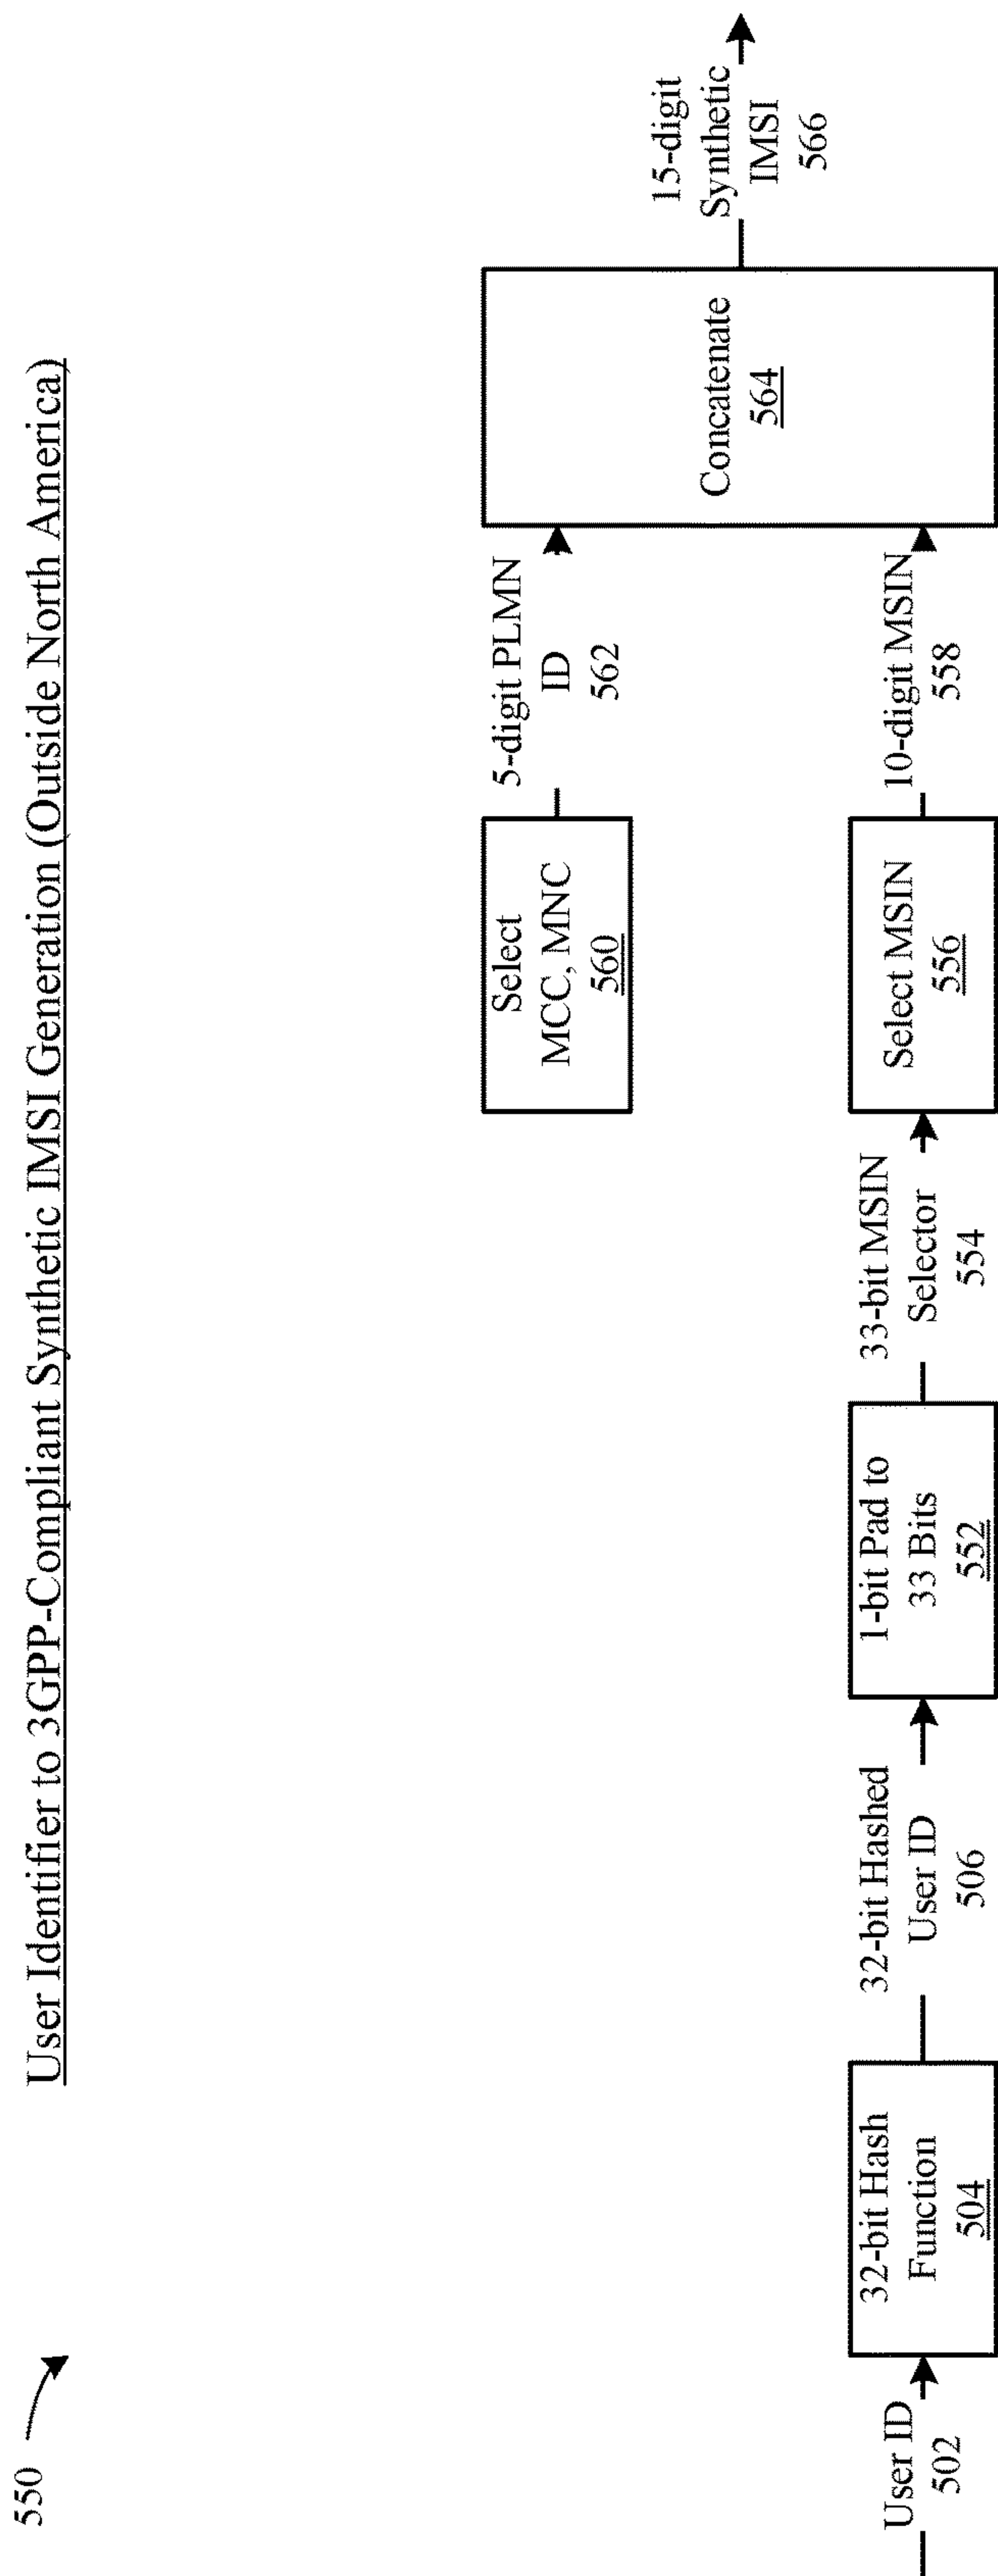 550
User Identifier to 3GPP-Compliant Synthetic IMSI Generation (Outside North America)
User ID
502
32-bit Hash
Function
504
32-bit Hashed
User ID
506
1-bit Pad to
33 Bits
552
33-bit MSIN
Selector
554
Select
MCC, MNC
560
Select MSIN
556
5-digit PLMN
ID
562
10-digit MSIN
558
Concatenate
564
15-digit
Synthetic
IMSI
566